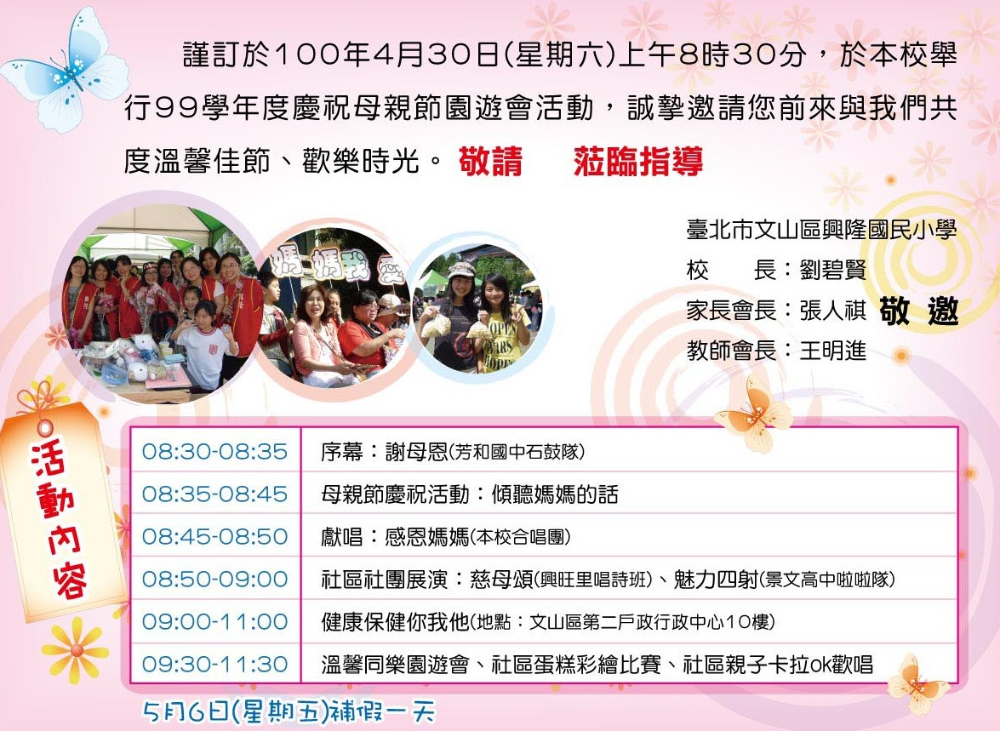 謹訂於100年4月30日(星期六)上午8時30分，於本校舉
行99學年度慶祝母親節園遊會活動，誠摯邀請您前來與我們共
度溫馨佳節、歡樂時光。敬請　蒞臨指導
媽媽我愛
臺北市文山區興隆國民小學
校　　長：劉碧賢
家長會長：張人祺 敬 邀
教師會長：王明進
活動內容
08:30-08:35 序幕：謝母恩(芳和國中石鼓隊)
08:35-08:45 母親節慶祝活動：傾聽媽媽的話
08:45-08:50 獻唱：感恩媽媽(本校合唱團)
08:50-09:00 社區社團展演：慈母頌(興旺里唱詩班)、魅力四射(景文高中啦啦隊)
09:00-11:00 健康保健你我他(地點：文山區第二戶政行政中心10樓)
09:30-11:30 溫馨同樂園遊會、社區蛋糕彩繪比賽、社區親子卡拉ok歡唱
5月6日(星期五)補假一天